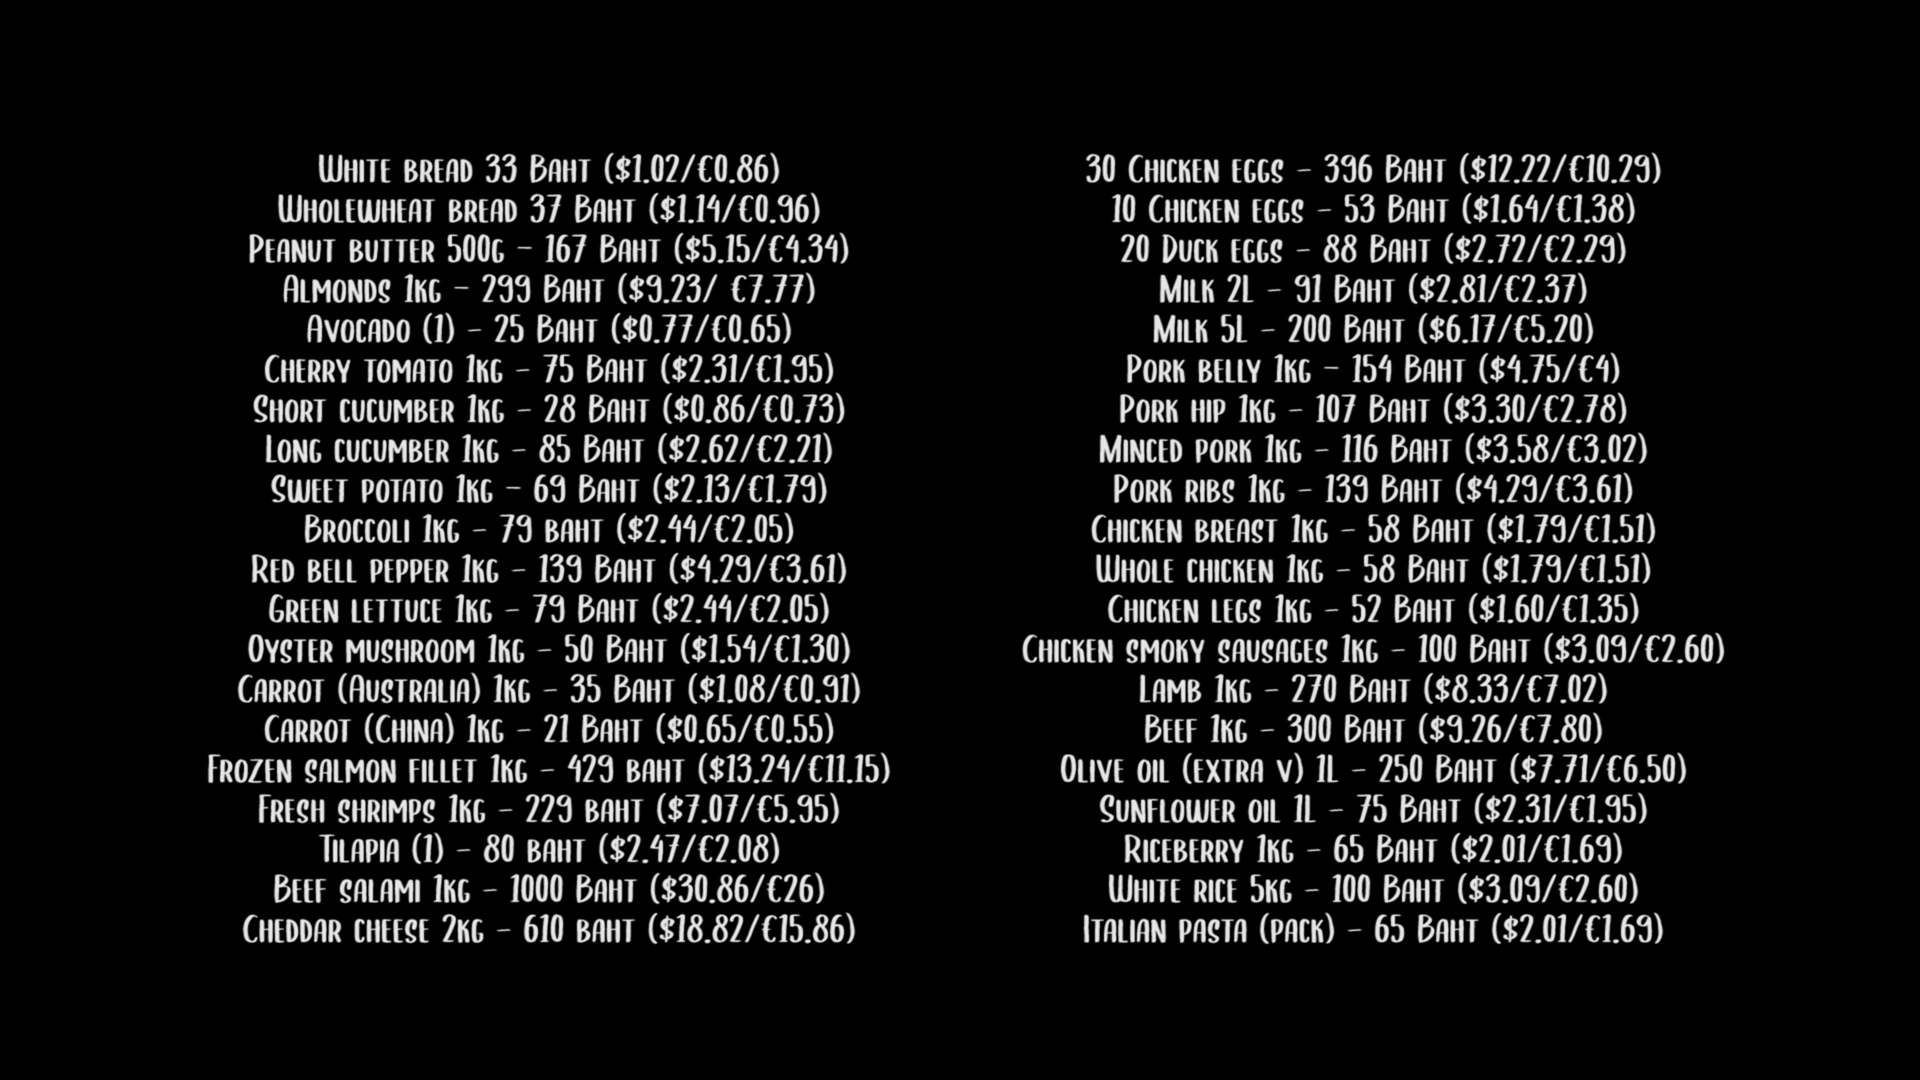 White bread 33 Baht ($1.02/€0.86)
Wholewheat bread 37 Baht ($1.14/€0.96)
Peanut butter 500g – 167 Baht ($5.15/€4.34)
Almonds 1kg – 299 Baht ($9.23/ €7.77)
Avocado (1) – 25 Baht ($0.77/€0.65)
Cherry tomato 1kg – 75 Baht ($2.31/€1.95)
Short cucumber 1kg – 28 Baht ($0.86/€0.73)
Long cucumber 1kg – 85 Baht ($2.62/€2.21)
Sweet potato 1kg – 69 Baht ($2.13/€1.79)
Broccoli 1kg – 79 baht ($2.44/€2.05)
Red bell pepper 1kg – 139 Baht ($4.29/€3.61)
Green lettuce 1kg – 79 Baht ($2.44/€2.05)
Oyster mushroom 1kg – 50 Baht ($1.54/€1.30)
Carrot (Australia) 1kg – 35 Baht ($1.08/€0.91)
Carrot (China) 1kg – 21 Baht ($0.65/€0.55)
Frozen salmon fillet 1kg – 429 baht ($13.24/€11.15)
Fresh shrimps 1kg – 229 baht ($7.07/€5.95)
Tilapia (1) – 80 baht ($2.47/€2.08)
Beef salami 1kg – 1000 Baht ($30.86/€26)
Cheddar cheese 2kg – 610 baht ($18.82/€15.86)
30 Chicken eggs – 396 Baht ($12.22/€10.29)
10 Chicken eggs – 53 Baht ($1.64/€1.38)
20 Duck eggs – 88 Baht ($2.72/€2.29)
Milk 2L – 91 Baht ($2.81/€2.37)
Milk 5L – 200 Baht ($6.17/€5.20)
Pork belly 1kg – 154 Baht ($4.75/€4)
Pork hip 1kg – 107 Baht ($3.30/€2.78)
Minced pork 1kg – 116 Baht ($3.58/€3.02)
Pork ribs 1kg – 139 Baht ($4.29/€3.61)
Chicken breast 1kg – 58 Baht ($1.79/€1.51)
Whole chicken 1kg – 58 Baht ($1.79/€1.51)
Chicken legs 1kg – 52 Baht ($1.60/€1.35)
Chicken smoky sausages 1kg – 100 Baht ($3.09/€2.60)
Lamb 1kg – 270 Baht ($8.33/€7.02)
Beef 1kg – 300 Baht ($9.26/€7.80)
Olive oil (extra v) 1L – 250 Baht ($7.71/€6.50)
Sunflower oil 1L – 75 Baht ($2.31/€1.95)
Riceberry 1kg – 65 Baht ($2.01/€1.69)
White rice 5kg – 100 Baht ($3.09/€2.60)
Italian pasta (pack) – 65 Baht ($2.01/€1.69)